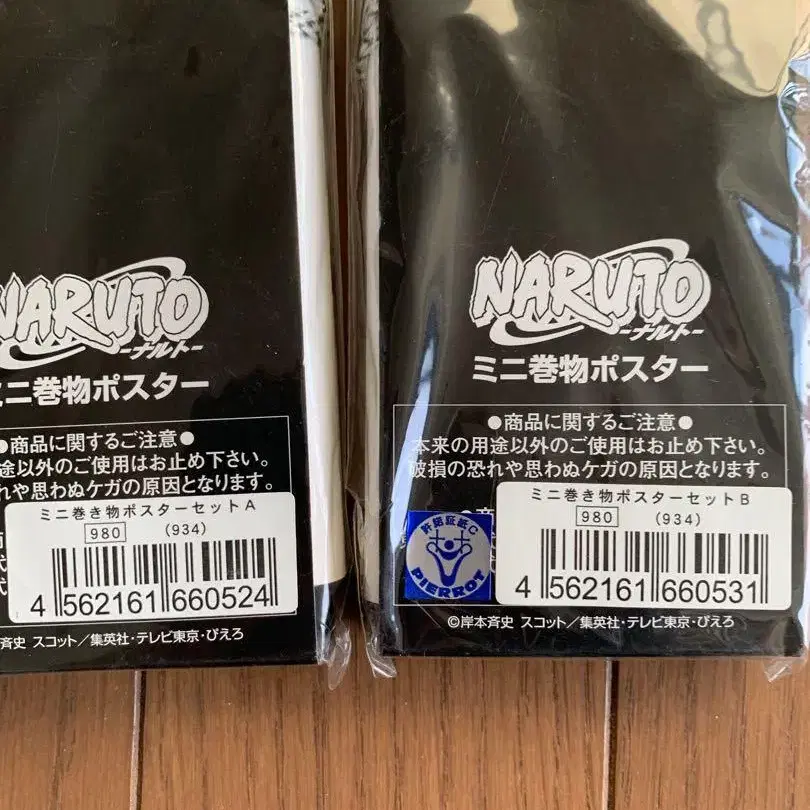 NARUTO
-ナルト-
ミニ巻物ポスター
●商品に関するご注意●
途以外のご使用はお止め下さい。
れや思わぬケガの原因となります。
ミニ巻き物ポスターセットA
980 (934)
4 562161 660524
斉史 スコット／集英社・テレビ東京・ぴえろ
NARUTO
-ナルト-
ミニ巻物ポスター
●商品に関するご注意●
本来の用途以外のご使用はお止め下さい。
破損の恐れや思わぬケガの原因となります。
ミニ巻き物ポスターセットB
980 (934)
4 562161 660531
許諾証紙C
PIERROT
©岸本斉史 スコット／集英社・テレビ東京・ぴえろ